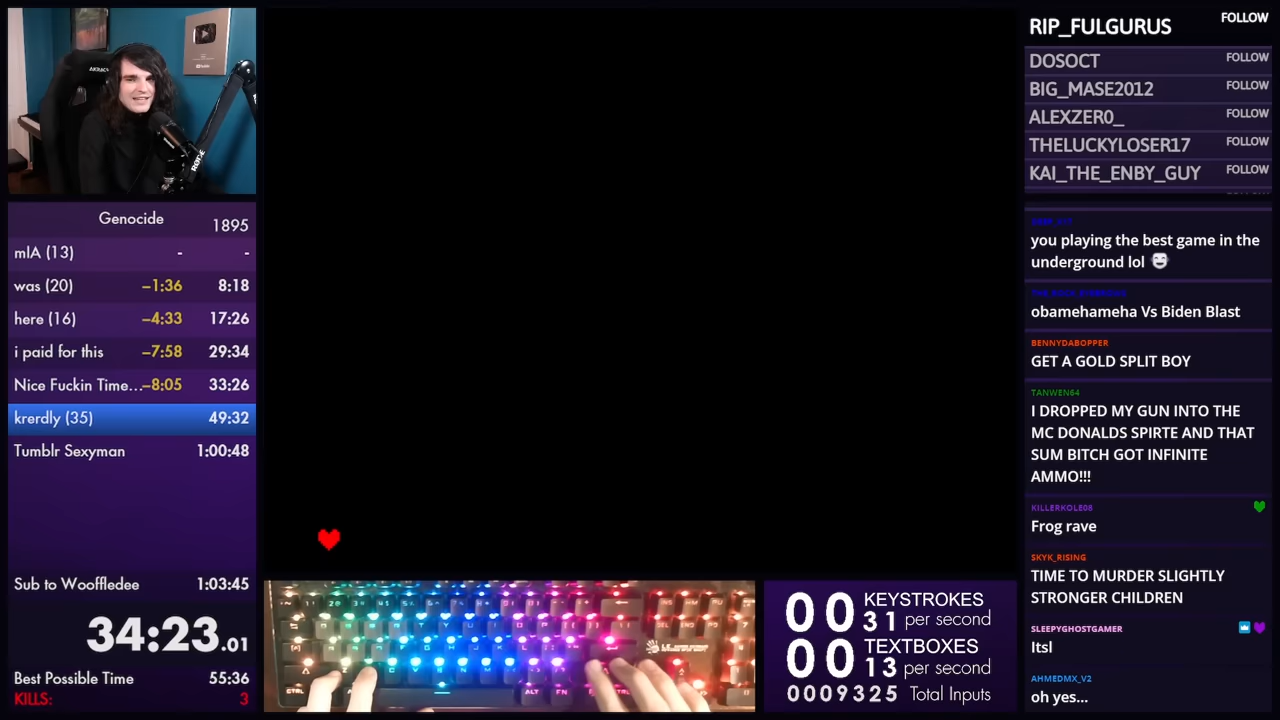 Genocide
1895
mIA (13) - -
was (20) −1:36 8:18
here (16) −4:33 17:26
i paid for this −7:58 29:34
Nice Fuckin Time... −8:05 33:26
krerdly (35) 49:32
Tumblr Sexyman 1:00:48
Sub to Wooffledee 1:03:45
34:23.01
Best Possible Time 55:36
KILLS: 3
00 KEYSTROKES
31 per second
00 TEXTBOXES
13 per second
0009325 Total Inputs
RIP_FULGURUS FOLLOW
DOSOCT FOLLOW
BIG_MASE2012 FOLLOW
ALEXZER0_ FOLLOW
THELUCKYLOSER17 FOLLOW
KAI_THE_ENBY_GUY FOLLOW
you playing the best game in the
underground lol
obamehameha Vs Biden Blast
BENNYDABOPPER
GET A GOLD SPLIT BOY
TANWEN64
I DROPPED MY GUN INTO THE
MC DONALDS SPIRTE AND THAT
SUM BITCH GOT INFINITE
AMMO!!!
KILLERKOLE08
Frog rave
SKYK_RISING
TIME TO MURDER SLIGHTLY
STRONGER CHILDREN
SLEEPYGHOSTGAMER
ItsI
AHMEDMX_V2
oh yes...